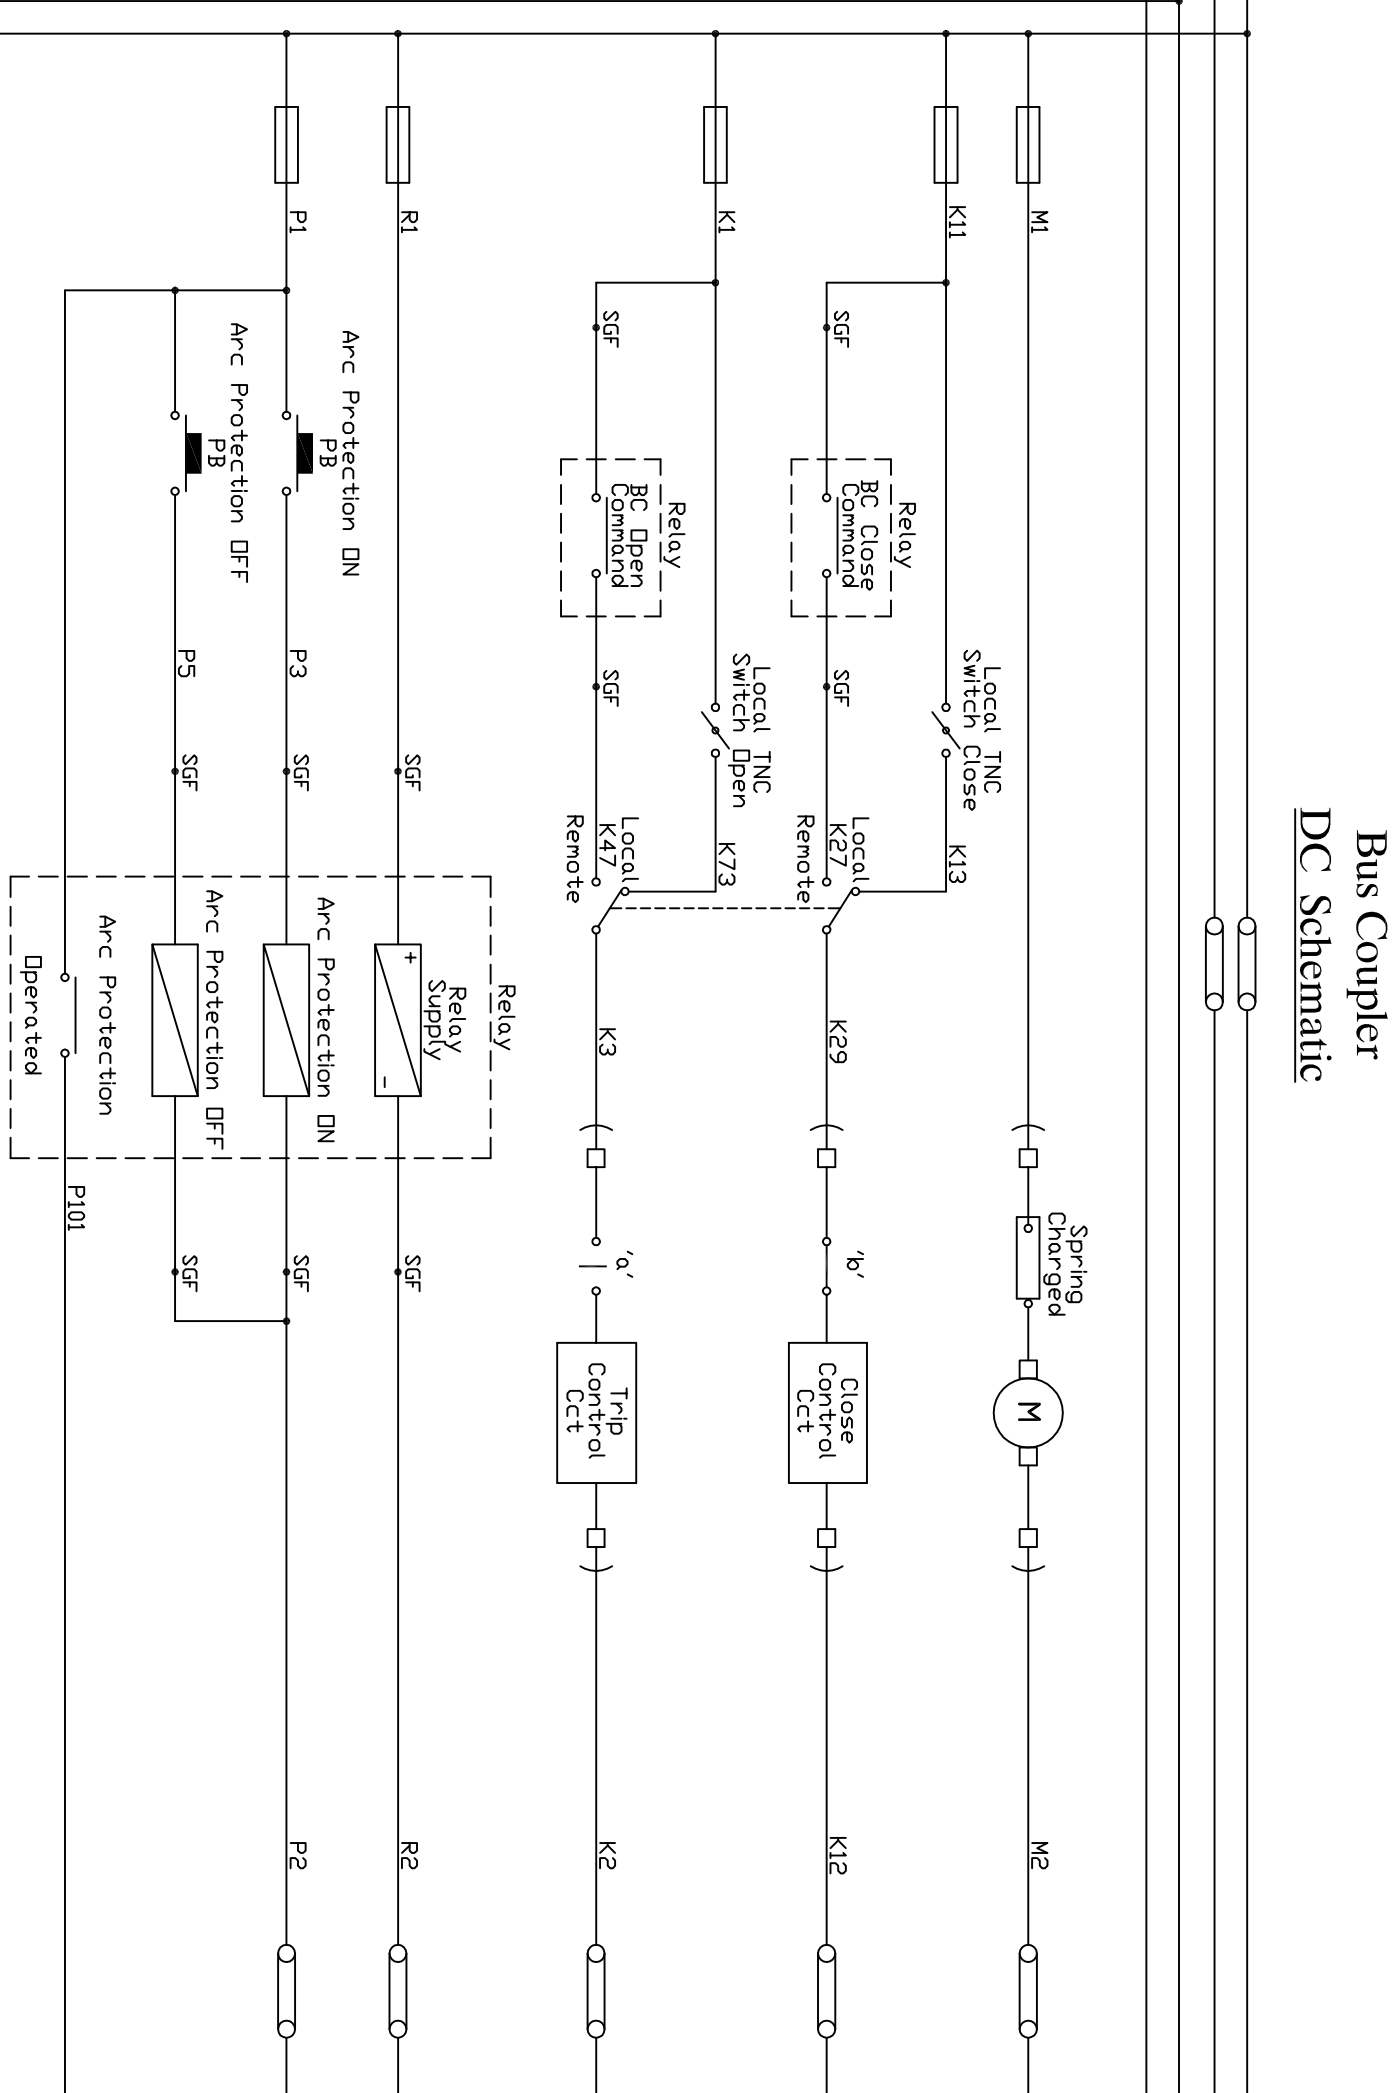 Bus Coupler
DC Schematic
M1
Spring
Charged
M
M2
K11
Local TNC
Switch Close
K13
SGF
Relay
BC Close
Command
SGF
Local
K27
Remote
K29
'b'
Close
Control
Cct
K12
K1
Local TNC
Switch Open
K73
SGF
Relay
BC Open
Command
SGF
Local
K47
Remote
K3
'a'
Trip
Control
Cct
K2
R1
SGF
Relay
Relay
Supply
+
-
SGF
R2
P1
Arc Protection ON
PB
P3
SGF
Arc Protection ON
SGF
P2
Arc Protection OFF
PB
P5
SGF
Arc Protection OFF
SGF
Arc Protection
Operated
P101